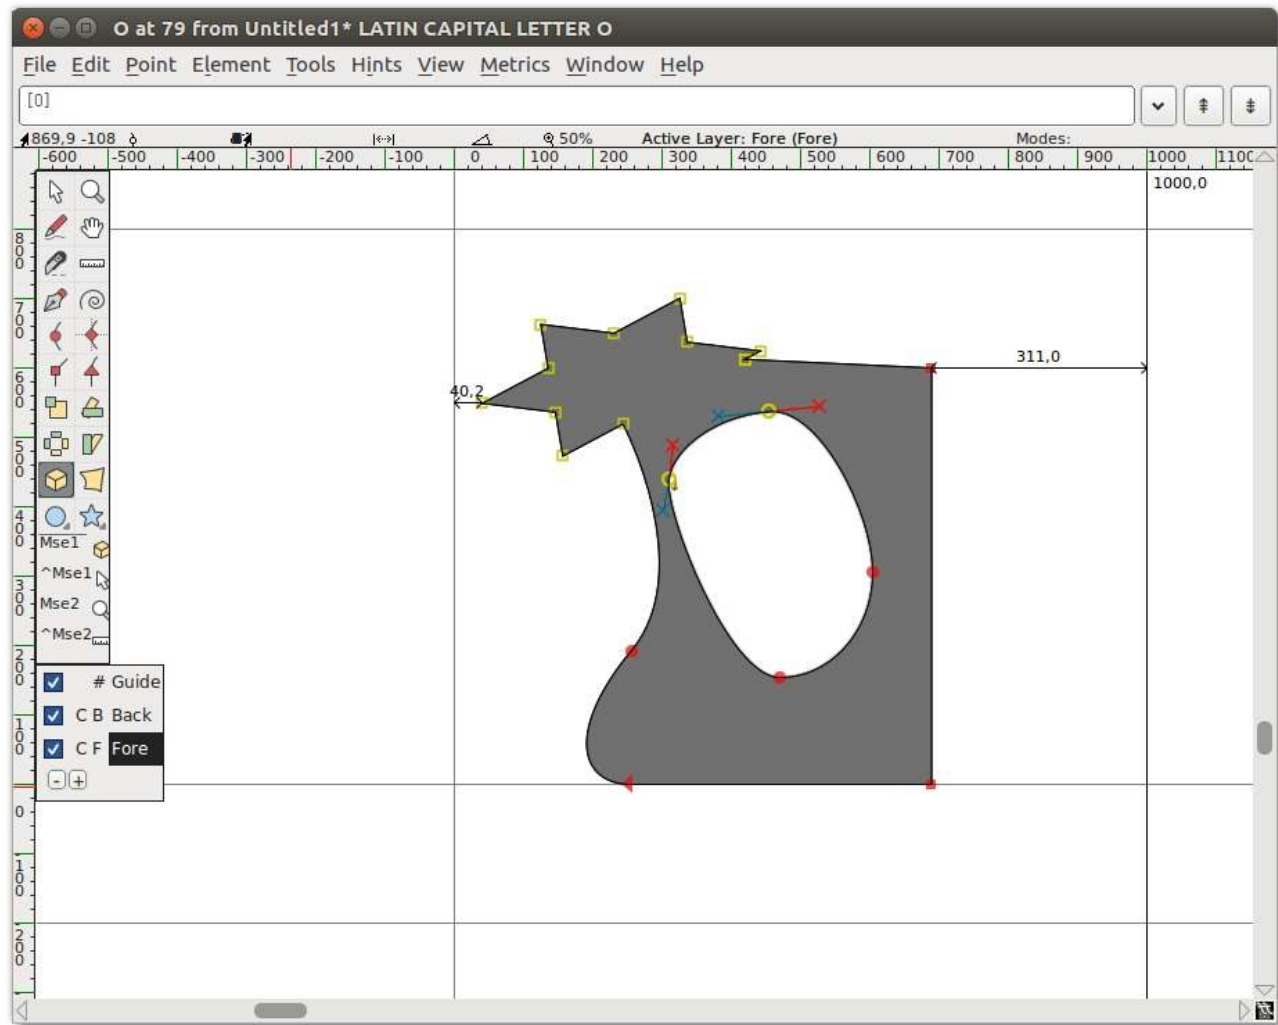 O at 79 from Untitled1* LATIN CAPITAL LETTER O
File Edit Point Element Tools Hints View Metrics Window Help
[0]
869,9 -108 50% Active Layer: Fore (Fore) Modes:
-600 -500 -400 -300 -200 -100 0 100 200 300 400 500 600 700 800 900 1000 1100
1000,0
800
700
311,0
600
40,2
500
400
Mse1
^Mse1
300
Mse2
^Mse2
200
# Guide
C B Back
100
C F Fore
- +
0
100
200